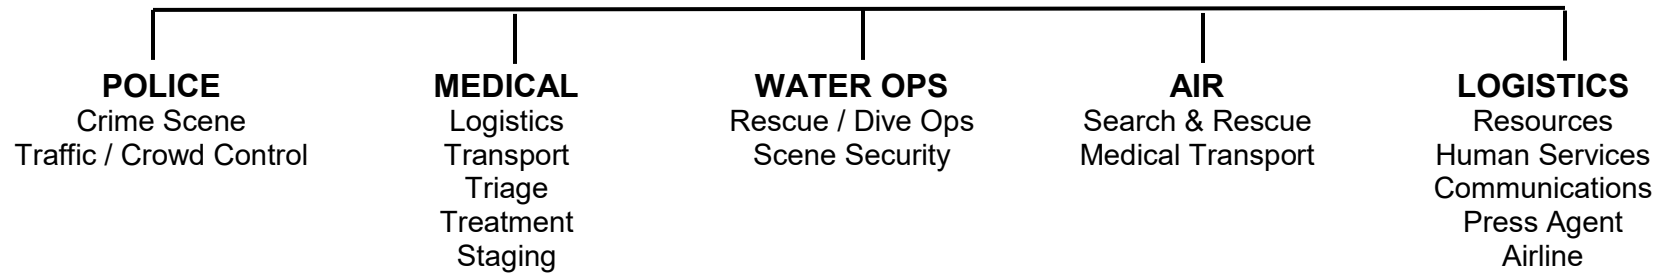 POLICE
Crime Scene
Traffic / Crowd Control
MEDICAL
Logistics
Transport
Triage
Treatment
Staging
WATER OPS
Rescue / Dive Ops
Scene Security
AIR
Search & Rescue
Medical Transport
LOGISTICS
Resources
Human Services
Communications
Press Agent
Airline